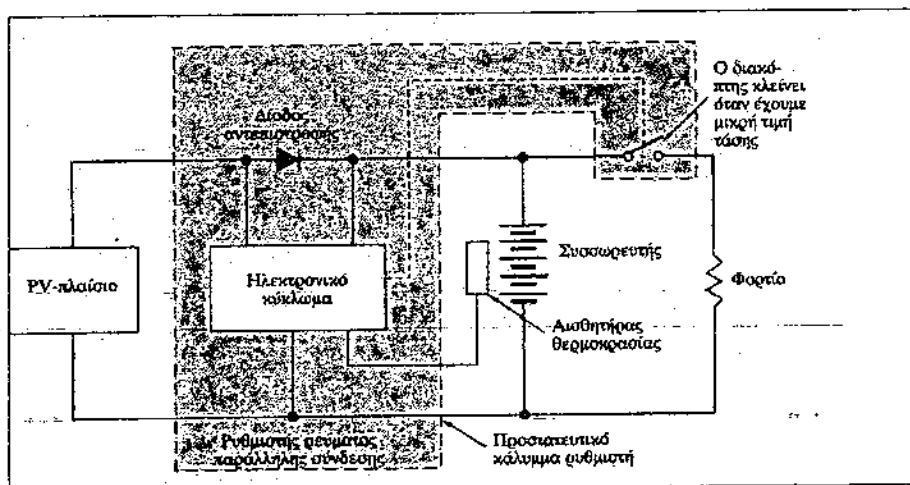 Δίοδος
αντεπιστροφής
Ο διακό-
πτης κλείνει
όταν έχουμε
μικρή τιμή
τάσης
PV-πλαίσιο
Ηλεκτρονικό
κύκλωμα
Συσσωρευτής
Φορτίο
Αισθητήρας
θερμοκρασίας
Ρυθμιστής ρεύματος
παράλληλης σύνδεσης
Προστατευτικό
κάλυμμα ρυθμιστή